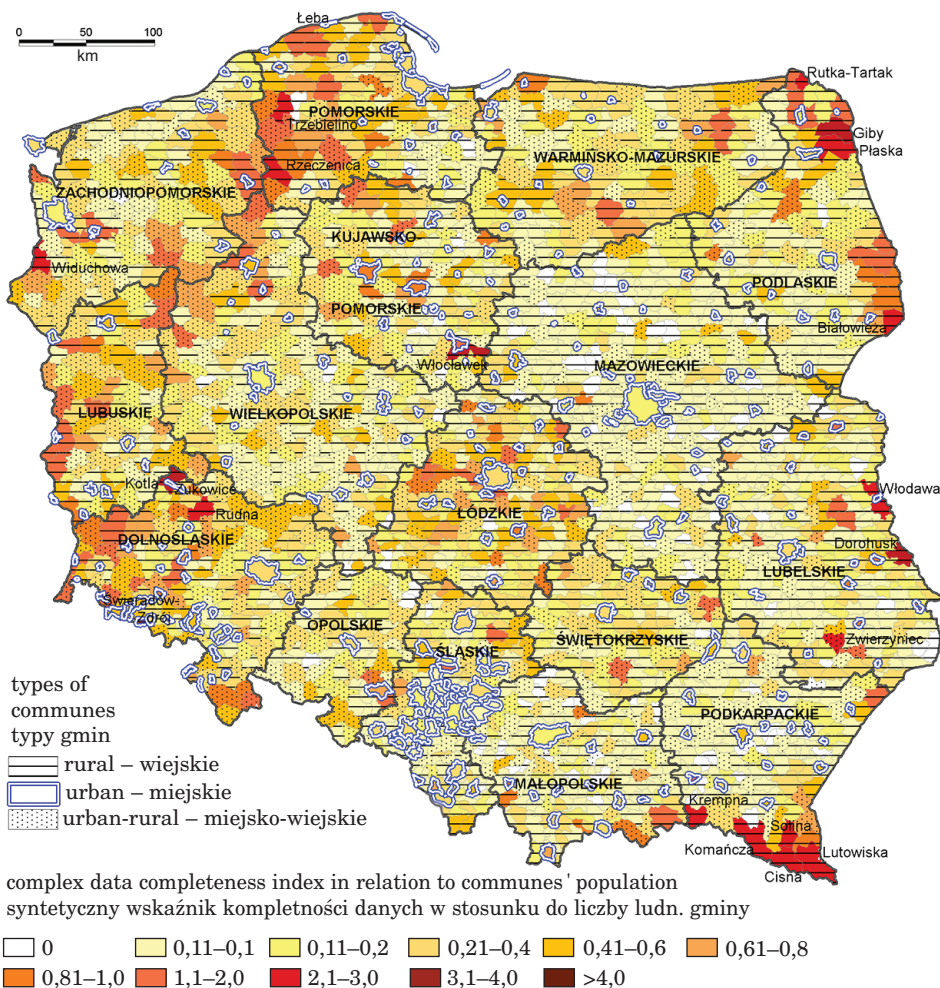 Łeba
0 50 100
km
Rutka-Tartak
POMORSKIE
Trzebielino
Giby
Płaska
Rzeczenica
WARMIŃSKO-MAZURSKIE
ZACHODNIOPOMORSKIE
KUJAWSKO-
Widuchowa
PODLASKIE
POMORSKIE
Białowieża
Włocławek
MAZOWIECKIE
LUBUSKIE
WIELKOPOLSKIE
Kotla
Żukowice
Włodawa
Rudna
ŁÓDZKIE
DOLNOŚLĄSKIE
Dorohusk
LUBELSKIE
Świeradów-
Zdrój
OPOLSKIE
ŚLĄSKIE
ŚWIĘTOKRZYSKIE
Zwierzyniec
types of
communes
typy gmin
PODKARPACKIE
rural – wiejskie
urban – miejskie
MAŁOPOLSKIE
Krempna
urban-rural – miejsko-wiejskie
Solina
Komańcza
Lutowiska
Cisna
complex data completeness index in relation to communes' population
syntetyczny wskaźnik kompletności danych w stosunku do liczby ludn. gminy
0 0,11–0,1 0,11–0,2 0,21–0,4 0,41–0,6 0,61–0,8
0,81–1,0 1,1–2,0 2,1–3,0 3,1–4,0 >4,0